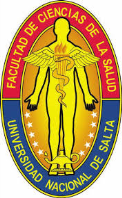 FACULTAD DE CIENCIAS DE LA SALUD
UNIVERSIDAD NACIONAL DE SALTA